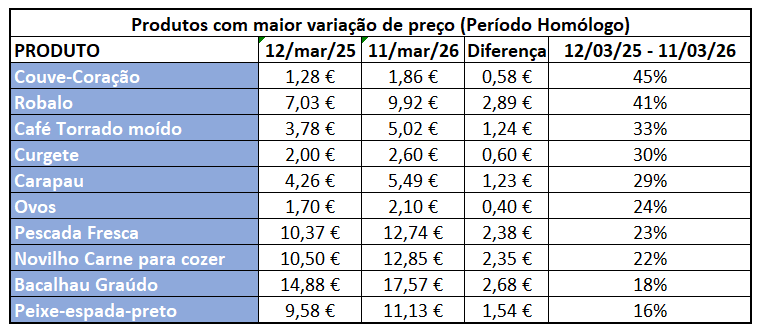 Produtos com maior variação de preço (Período Homólogo)
PRODUTO 12/mar/25 11/mar/26 Diferença 12/03/25 - 11/03/26
Couve-Coração 1,28 € 1,86 € 0,58 € 45%
Robalo 7,03 € 9,92 € 2,89 € 41%
Café Torrado moído 3,78 € 5,02 € 1,24 € 33%
Curgete 2,00 € 2,60 € 0,60 € 30%
Carapau 4,26 € 5,49 € 1,23 € 29%
Ovos 1,70 € 2,10 € 0,40 € 24%
Pescada Fresca 10,37 € 12,74 € 2,38 € 23%
Novilho Carne para cozer 10,50 € 12,85 € 2,35 € 22%
Bacalhau Graúdo 14,88 € 17,57 € 2,68 € 18%
Peixe-espada-preto 9,58 € 11,13 € 1,54 € 16%